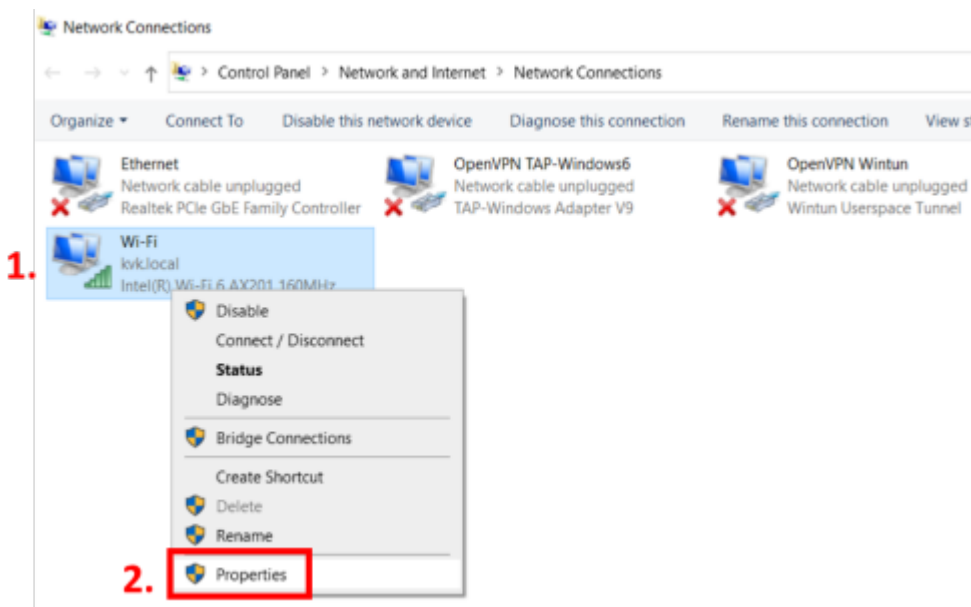 Network Connections
Control Panel > Network and Internet > Network Connections
Organize Connect To Disable this network device Diagnose this connection Rename this connection View s
Ethernet
Network cable unplugged
Realtek PCIe GbE Family Controller
OpenVPN TAP-Windows6
Network cable unplugged
TAP-Windows Adapter V9
OpenVPN Wintun
Network cable unplugged
Wintun Userspace Tunnel
1.
Wi-Fi
kvk.local
Intel(R) Wi-Fi 6 AX201 160MHz
Disable
Connect / Disconnect
Status
Diagnose
Bridge Connections
Create Shortcut
Delete
Rename
2. Properties